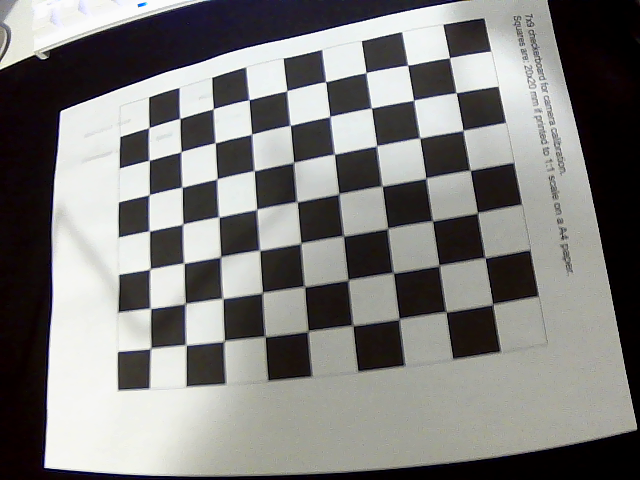 7x9 checkerboard for camera calibration.
Squares are: 20x20 mm if printed to 1:1 scale on a A4 paper.